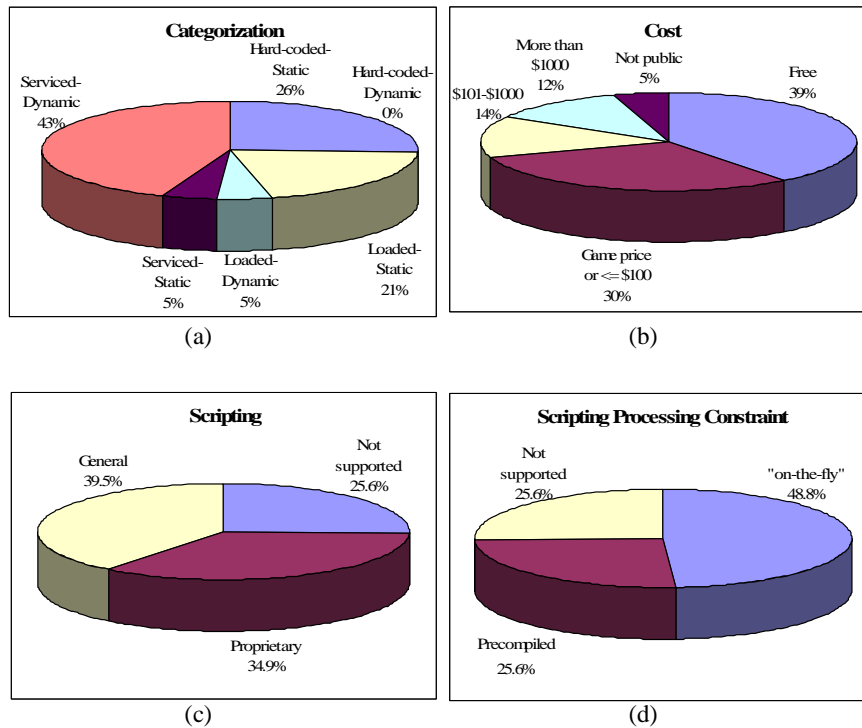 Categorization
Hard-coded-
Static
26%
Hard-coded-
Dynamic
0%
Serviced-
Dynamic
43%
Serviced-
Static
5%
Loaded-
Dynamic
5%
Loaded-
Static
21%
(a)
Cost
More than
$1000
12%
Not public
5%
Free
39%
$101-$1000
14%
Game price
or <= $100
30%
(b)
Scripting
General
39.5%
Not
supported
25.6%
Proprietary
34.9%
(c)
Scripting Processing Constraint
Not
supported
25.6%
"on-the-fly"
48.8%
Precompiled
25.6%
(d)